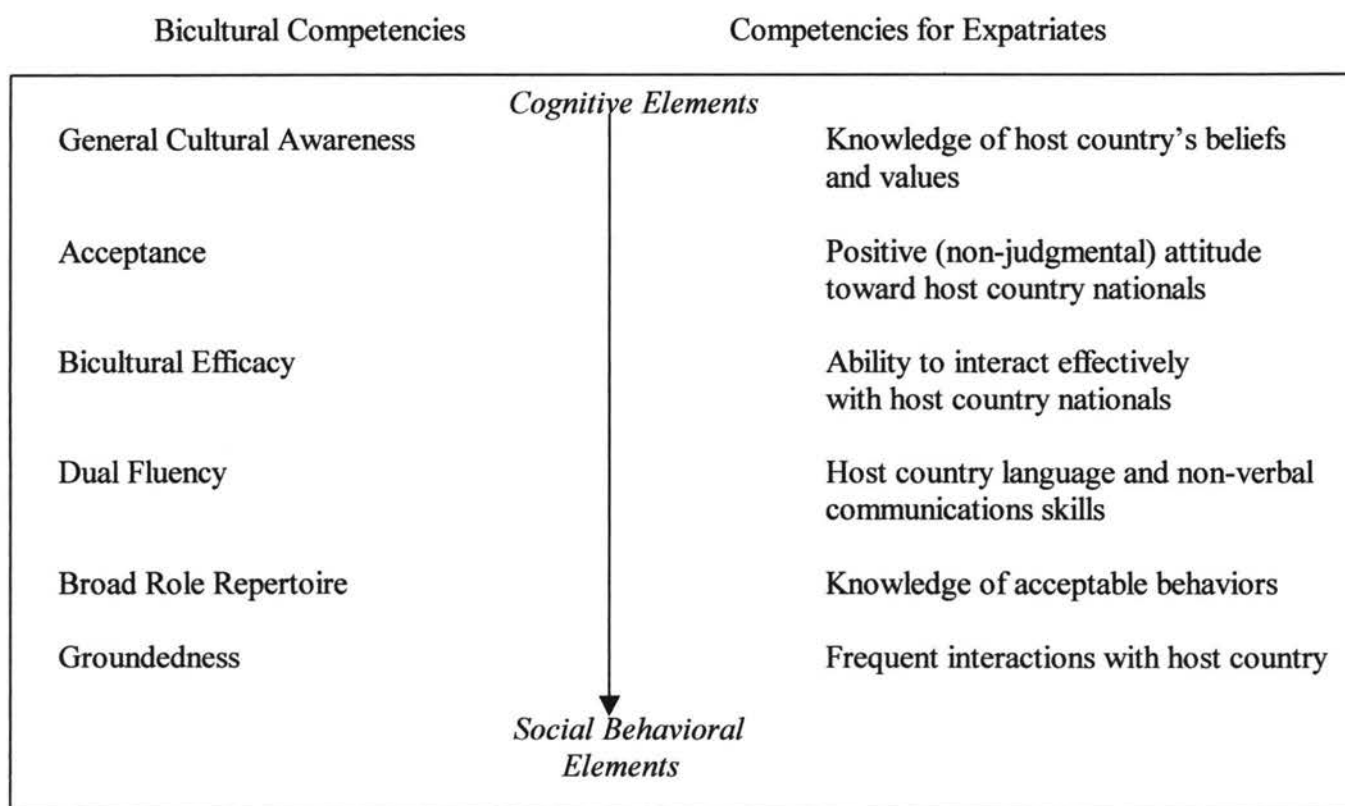 Bicultural Competencies Competencies for Expatriates
Cognitive Elements
General Cultural Awareness Knowledge of host country's beliefs
and values
Acceptance Positive (non-judgmental) attitude
toward host country nationals
Bicultural Efficacy Ability to interact effectively
with host country nationals
Dual Fluency Host country language and non-verbal
communications skills
Broad Role Repertoire Knowledge of acceptable behaviors
Groundedness Frequent interactions with host country
Social Behavioral
Elements